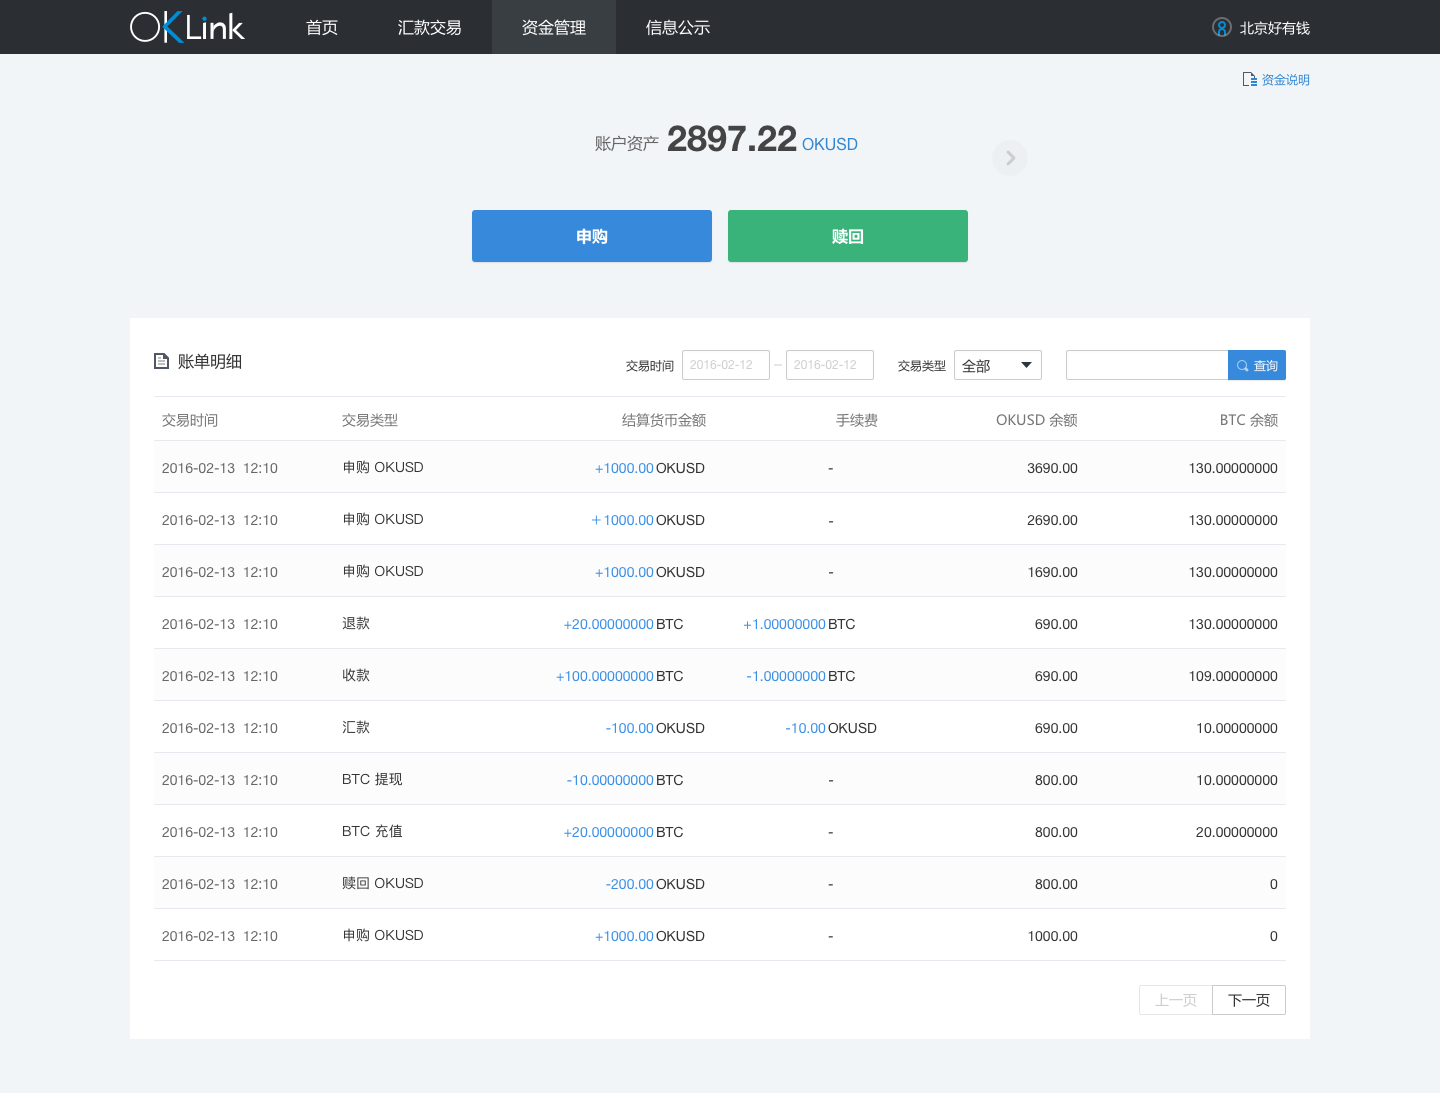 OKLink 首页 汇款交易 资金管理 信息公示 北京好有钱
资金说明
账户资产 2897.22 OKUSD
申购 赎回
账单明细 交易时间 2016-02-12 – 2016-02-12 交易类型 全部 查询
交易时间 交易类型 结算货币金额 手续费 OKUSD 余额 BTC 余额
2016-02-13 12:10 申购 OKUSD +1000.00 OKUSD - 3690.00 130.00000000
2016-02-13 12:10 申购 OKUSD ＋1000.00 OKUSD - 2690.00 130.00000000
2016-02-13 12:10 申购 OKUSD +1000.00 OKUSD - 1690.00 130.00000000
2016-02-13 12:10 退款 +20.00000000 BTC +1.00000000 BTC 690.00 130.00000000
2016-02-13 12:10 收款 +100.00000000 BTC -1.00000000 BTC 690.00 109.00000000
2016-02-13 12:10 汇款 -100.00 OKUSD -10.00 OKUSD 690.00 10.00000000
2016-02-13 12:10 BTC 提现 -10.00000000 BTC - 800.00 10.00000000
2016-02-13 12:10 BTC 充值 +20.00000000 BTC - 800.00 20.00000000
2016-02-13 12:10 赎回 OKUSD -200.00 OKUSD - 800.00 0
2016-02-13 12:10 申购 OKUSD +1000.00 OKUSD - 1000.00 0
上一页 下一页